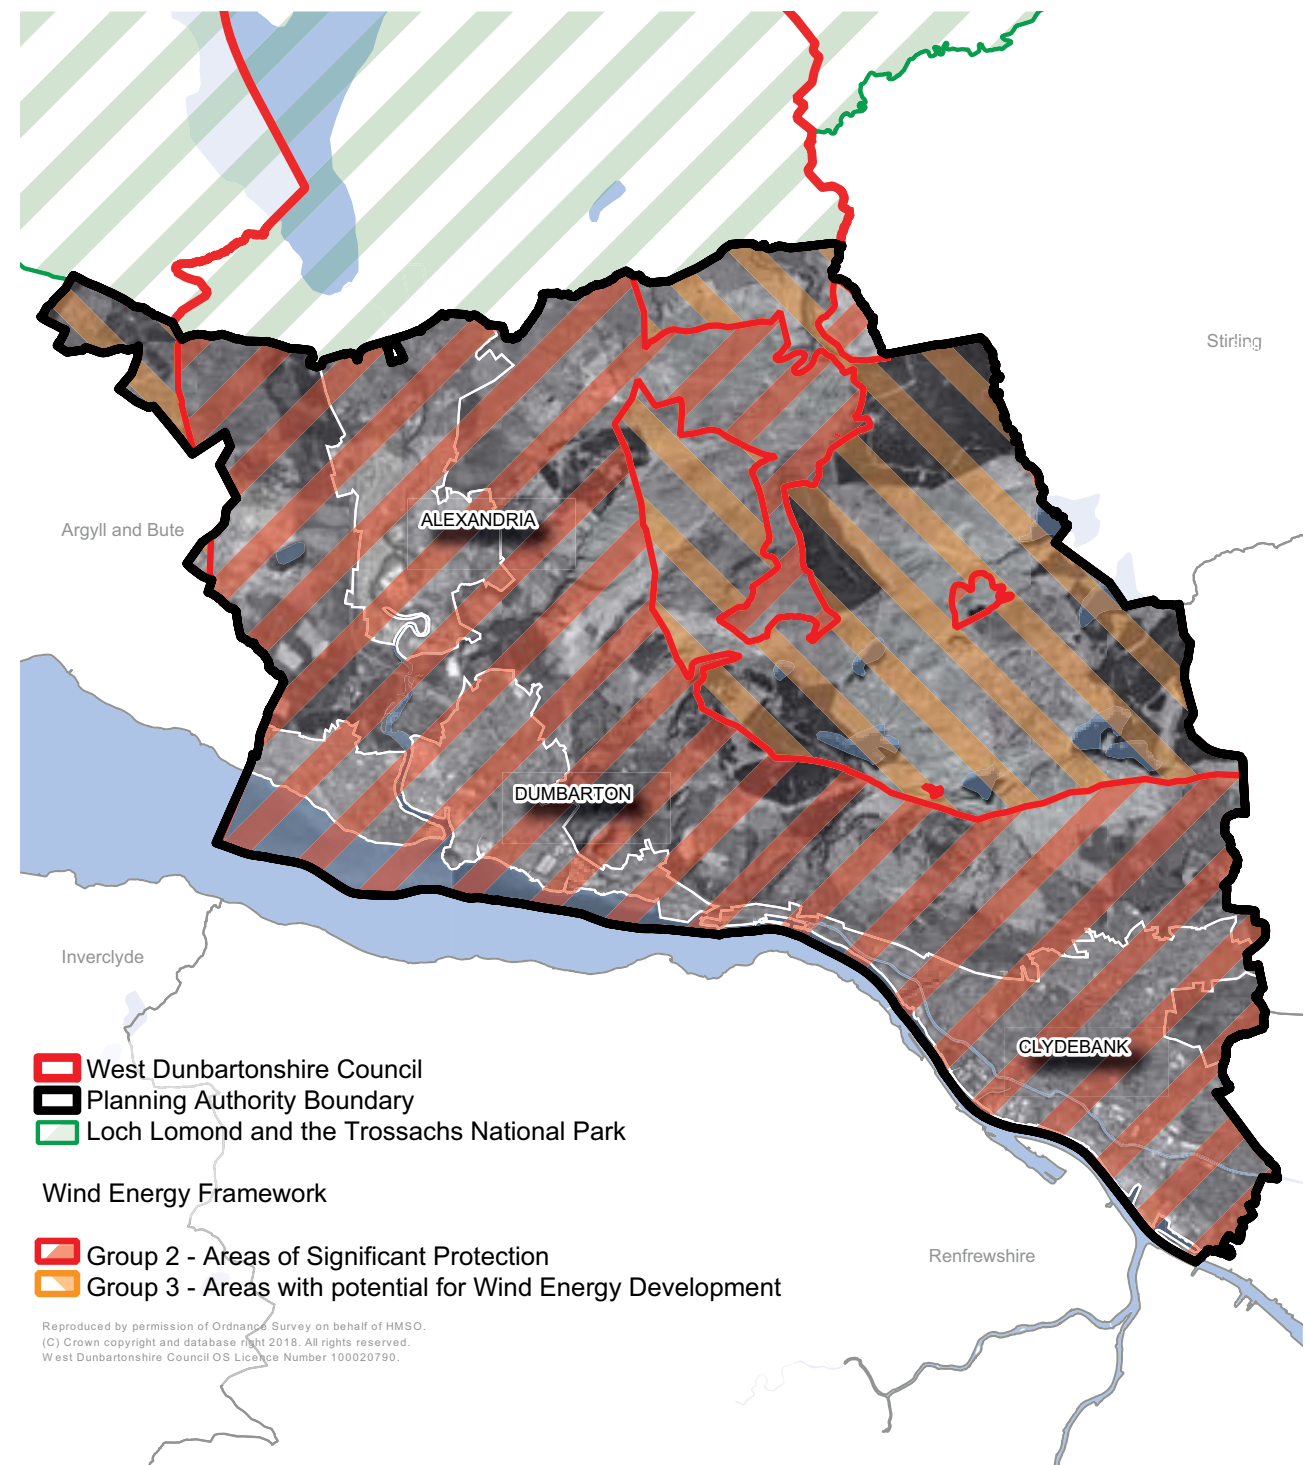 Stirling
Argyll and Bute
ALEXANDRIA
DUMBARTON
Inverclyde
CLYDEBANK
West Dunbartonshire Council
Planning Authority Boundary
Loch Lomond and the Trossachs National Park
Wind Energy Framework
Renfrewshire
Group 2 - Areas of Significant Protection
Group 3 - Areas with potential for Wind Energy Development
Reproduced by permission of Ordnance Survey on behalf of HMSO.
(C) Crown copyright and database right 2018. All rights reserved.
West Dunbartonshire Council OS Licence Number 100020790.